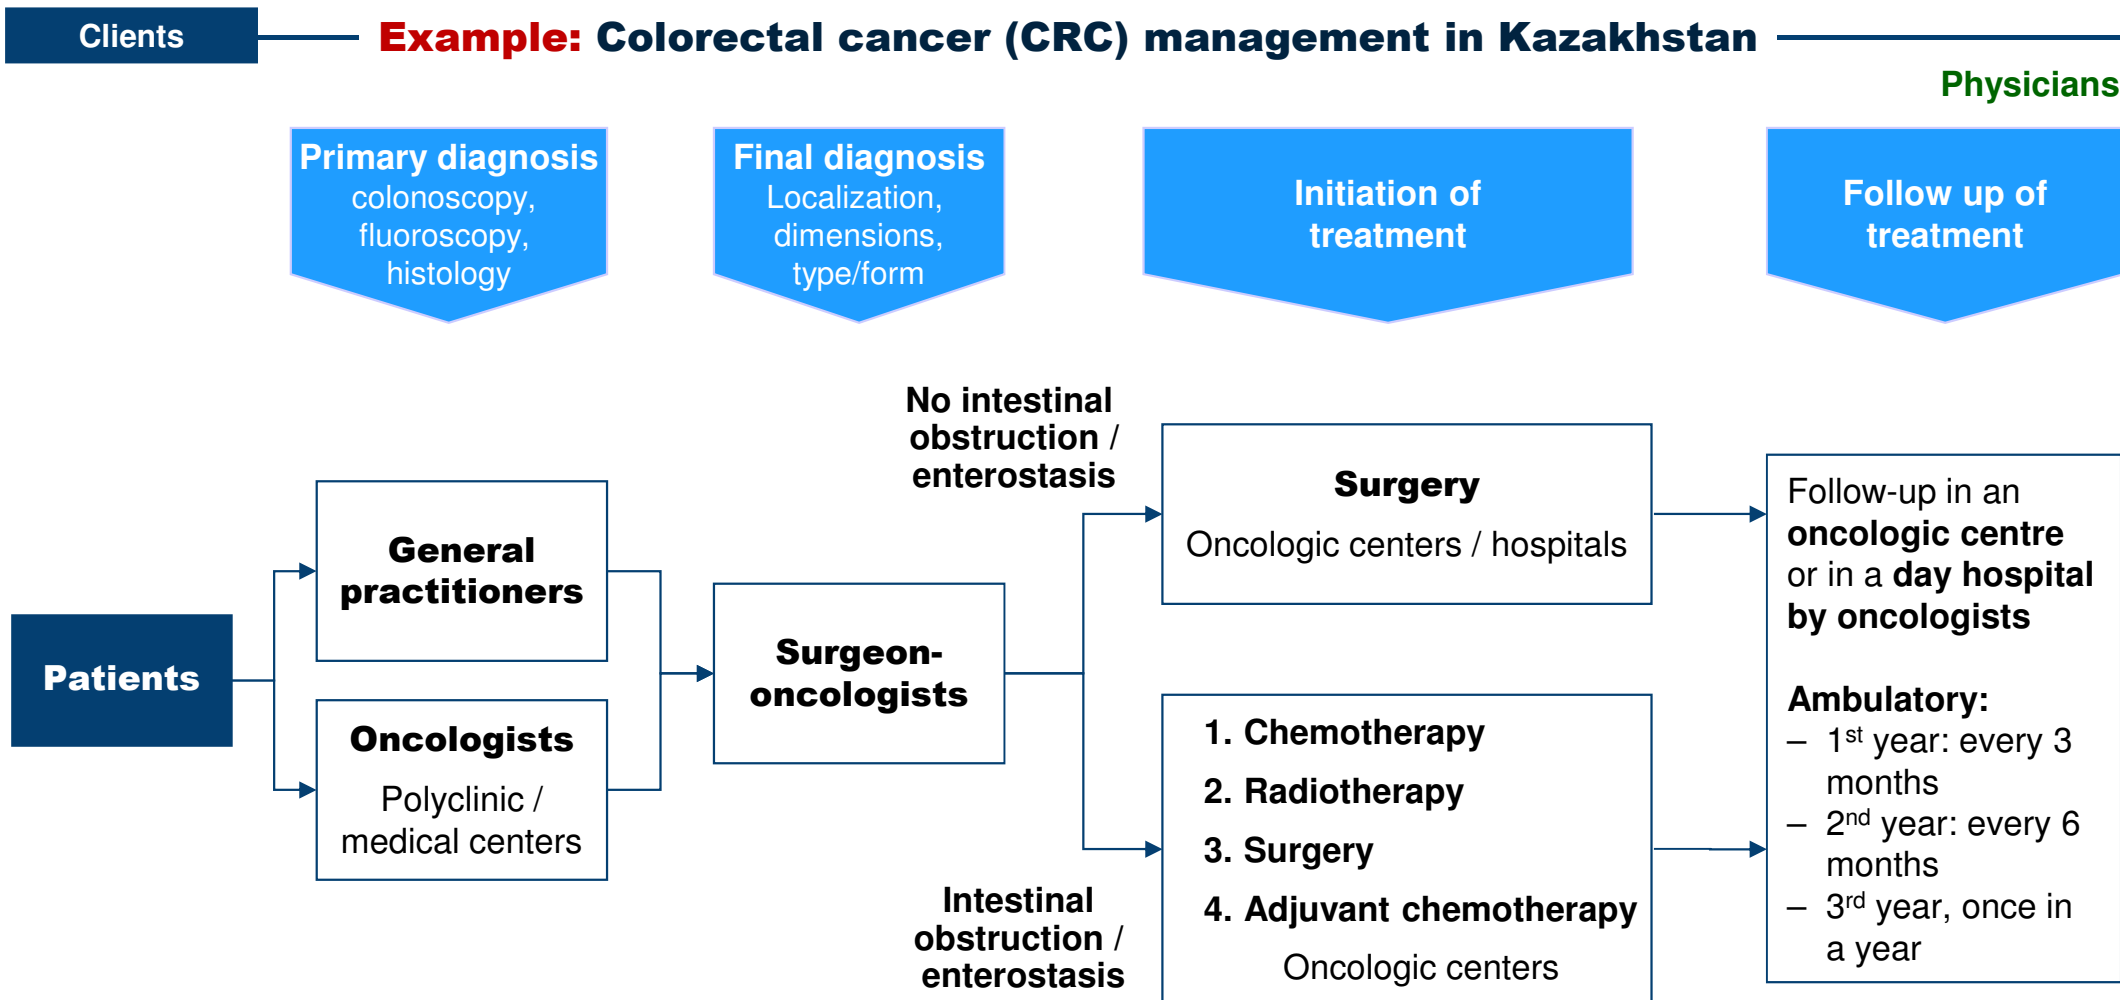 Clients
Example: Colorectal cancer (CRC) management in Kazakhstan
Physicians
Primary diagnosis
colonoscopy,
fluoroscopy,
histology
Final diagnosis
Localization,
dimensions,
type/form
Initiation of
treatment
Follow up of
treatment
Patients
General
practitioners
Oncologists
Polyclinic /
medical centers
Surgeon-
oncologists
No intestinal
obstruction /
enterostasis
Surgery
Oncologic centers / hospitals
Intestinal
obstruction /
enterostasis
1. Chemotherapy
2. Radiotherapy
3. Surgery
4. Adjuvant chemotherapy
Oncologic centers
Follow-up in an
oncologic centre
or in a day hospital
by oncologists
Ambulatory:
– 1st year: every 3
months
– 2nd year: every 6
months
– 3rd year, once in
a year